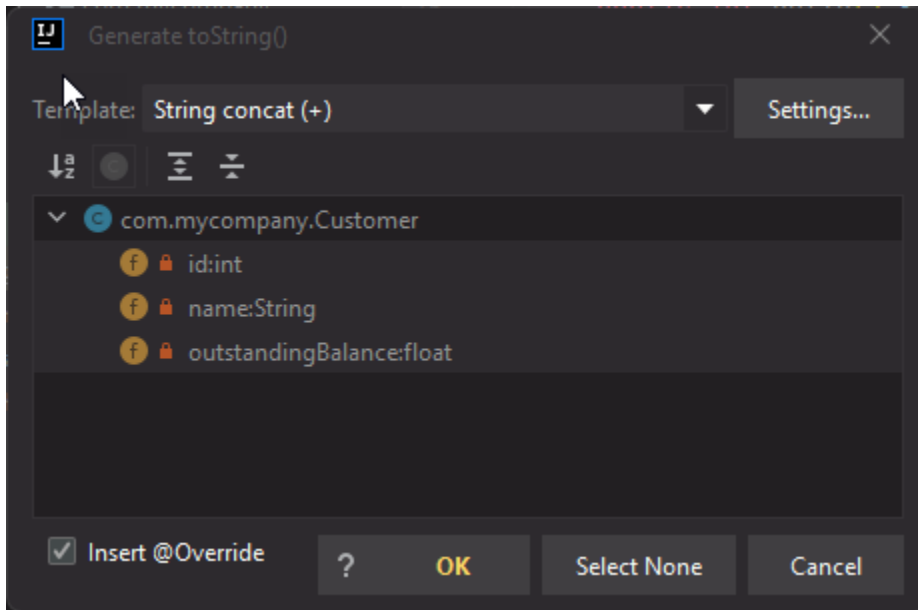 IJ Generate toString()
Template: String concat (+) Settings...
a
z C
C com.mycompany.Customer
f id:int
f name:String
f outstandingBalance:float
Insert @Override ? OK Select None Cancel